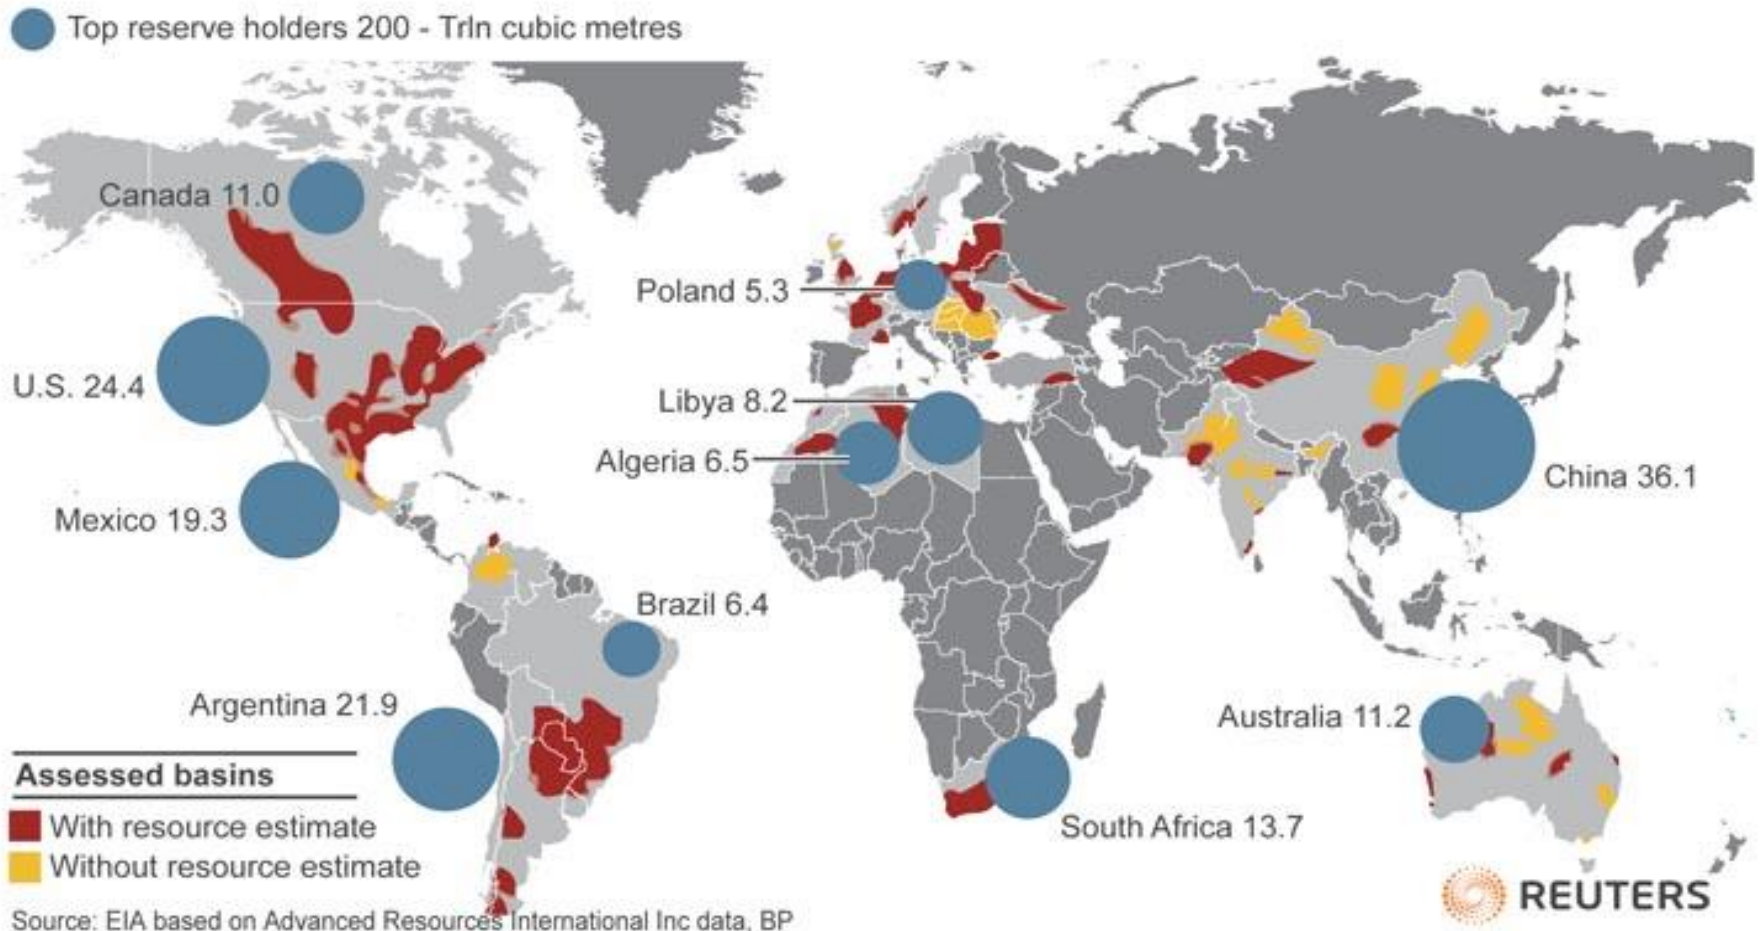 Top reserve holders 200 - Trln cubic metres
Canada 11.0
Poland 5.3
U.S. 24.4
Libya 8.2
Algeria 6.5
China 36.1
Mexico 19.3
Brazil 6.4
Argentina 21.9
Australia 11.2
South Africa 13.7
Assessed basins
With resource estimate
Without resource estimate
REUTERS
Source: EIA based on Advanced Resources International Inc data, BP